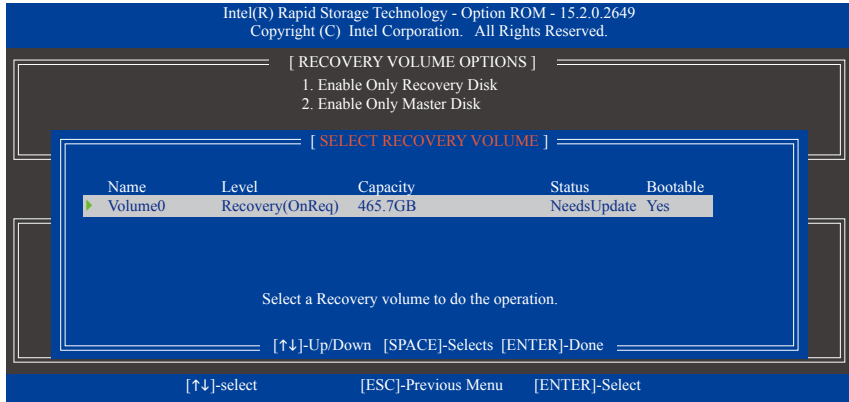 Intel(R) Rapid Storage Technology - Option ROM - 15.2.0.2649
Copyright (C) Intel Corporation. All Rights Reserved.
[ RECOVERY VOLUME OPTIONS ]
1. Enable Only Recovery Disk
2. Enable Only Master Disk
[ SELECT RECOVERY VOLUME ]
Name Level Capacity Status Bootable
Volume0 Recovery(OnReq) 465.7GB NeedsUpdate Yes
Select a Recovery volume to do the operation.
[↑↓]-Up/Down [SPACE]-Selects [ENTER]-Done
[↑↓]-select [ESC]-Previous Menu [ENTER]-Select